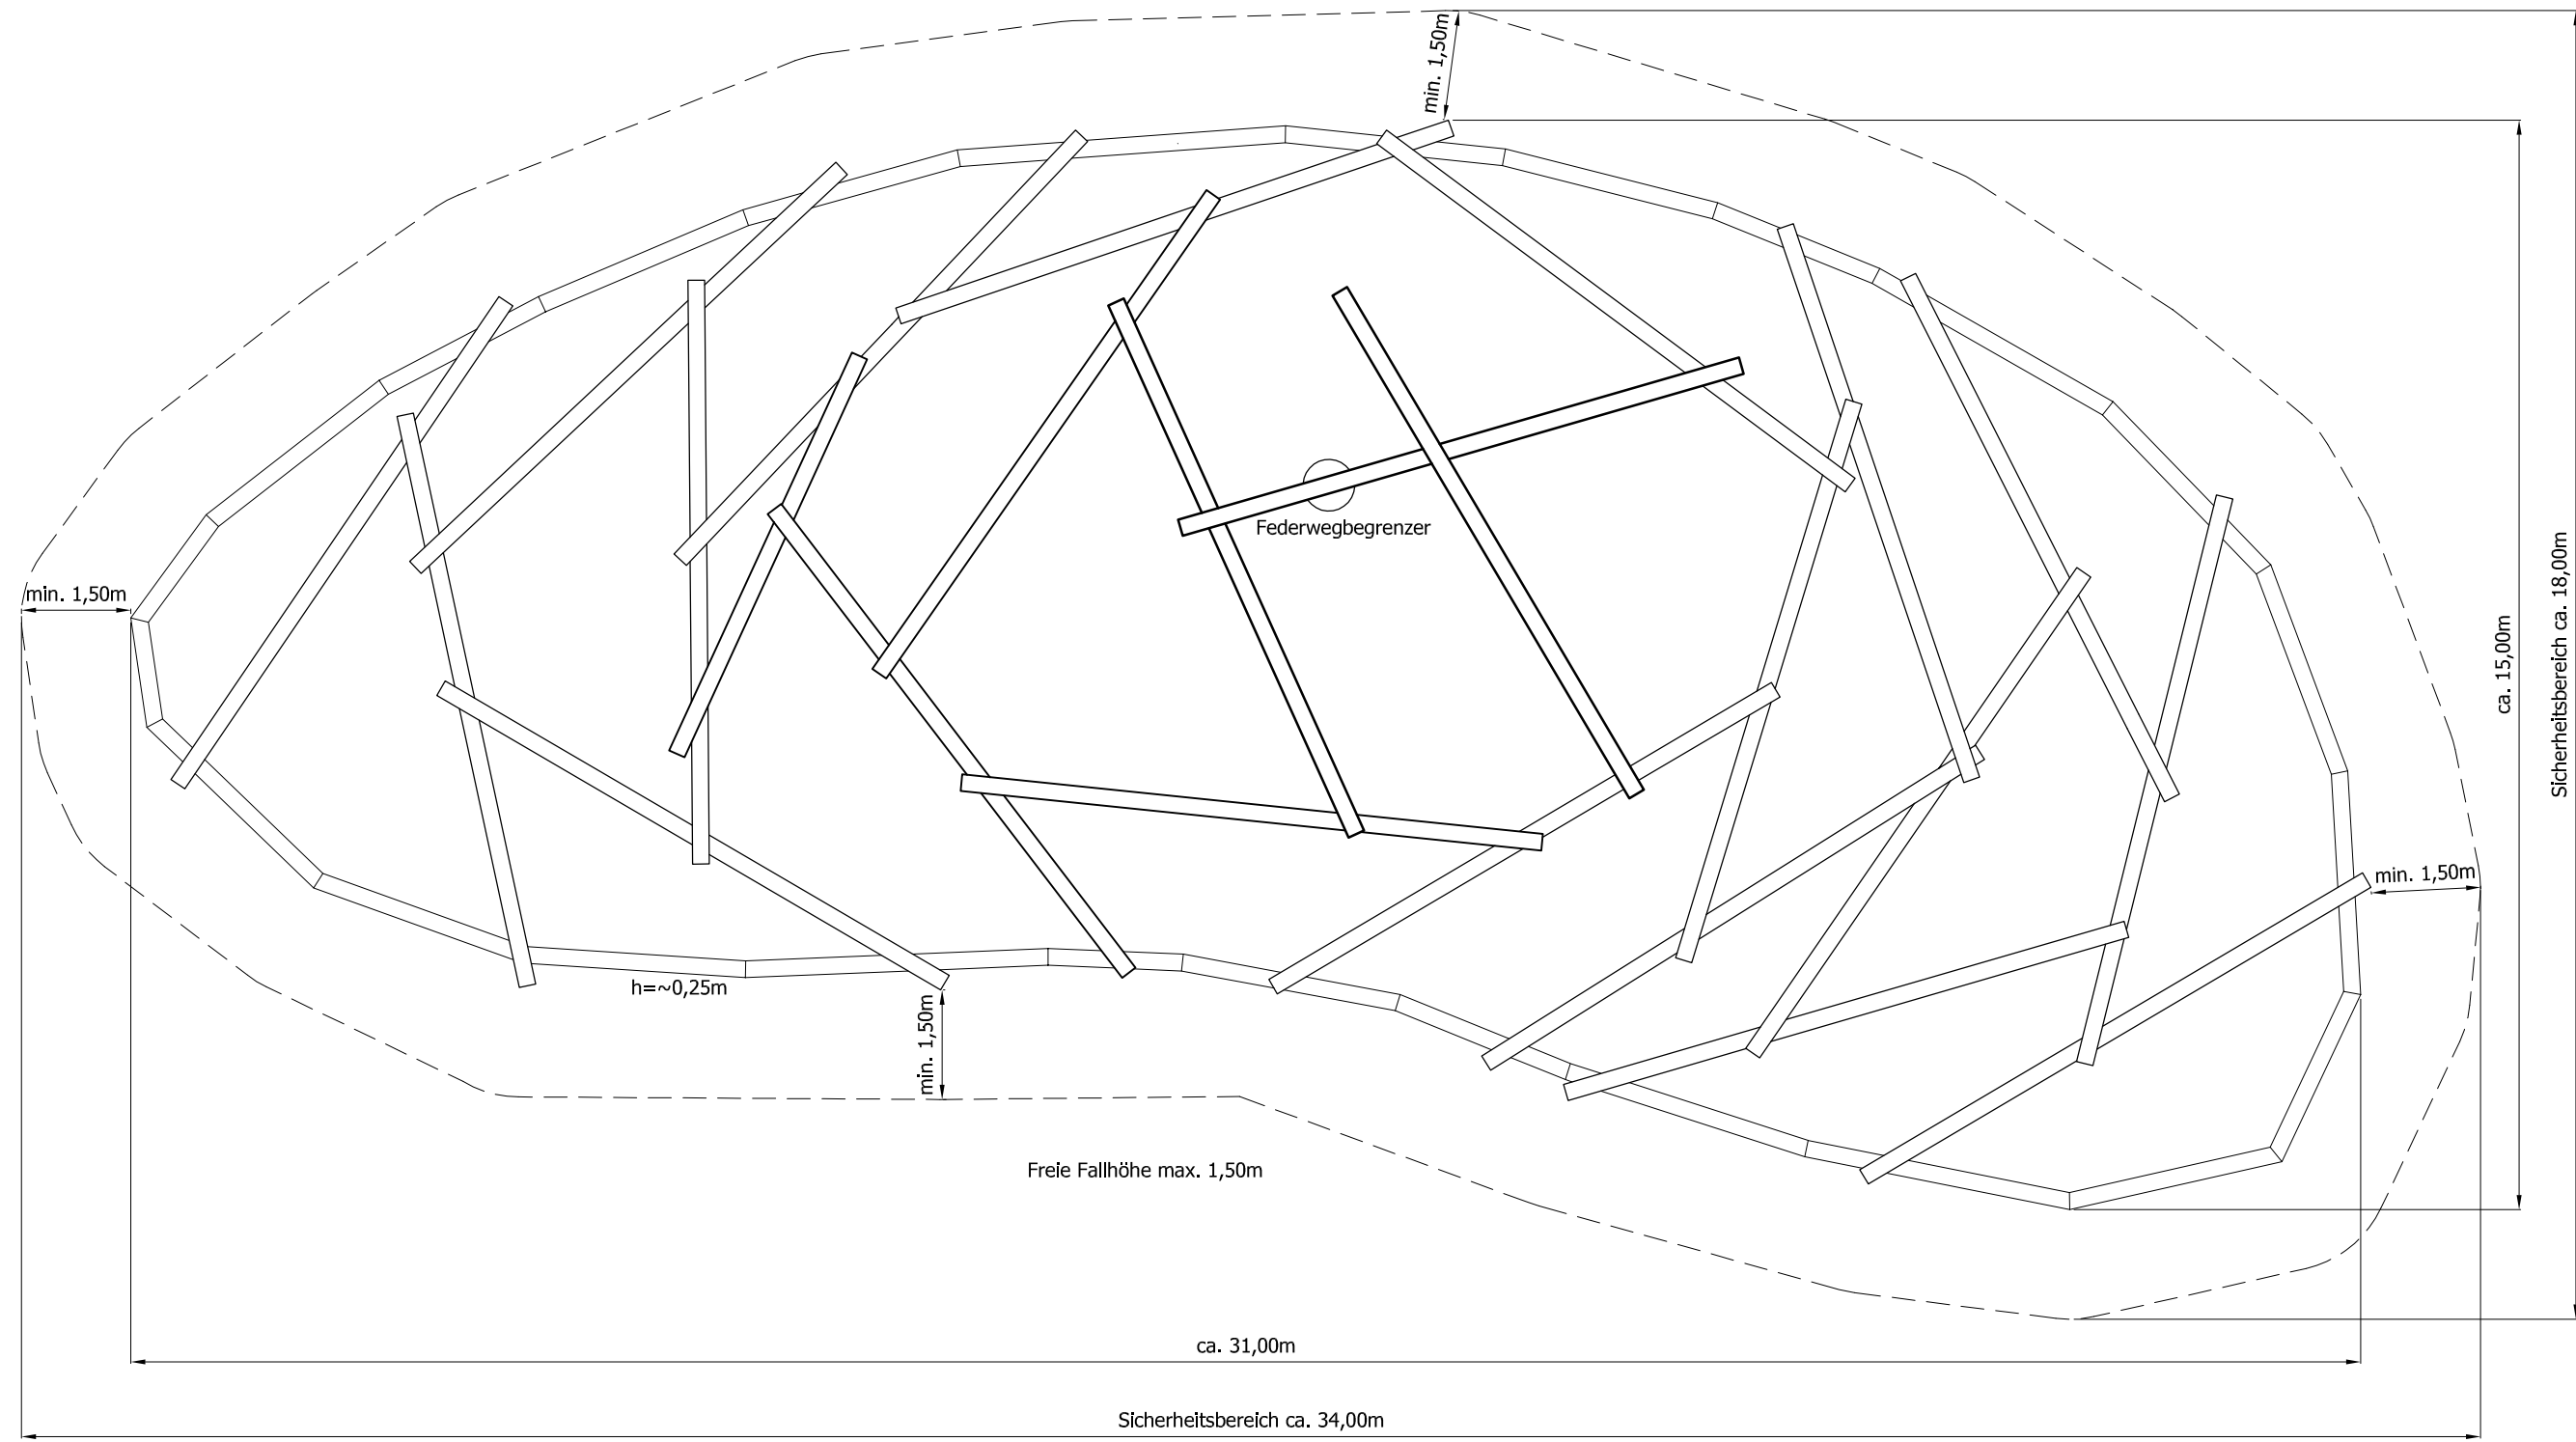 min. 1,50m
Federwegbegrenzer
min. 1,50m
Sicherheitsbereich ca. 18,00m
ca. 15,00m
min. 1,50m
h=~0,25m
min. 1,50m
Freie Fallhöhe max. 1,50m
ca. 31,00m
Sicherheitsbereich ca. 34,00m